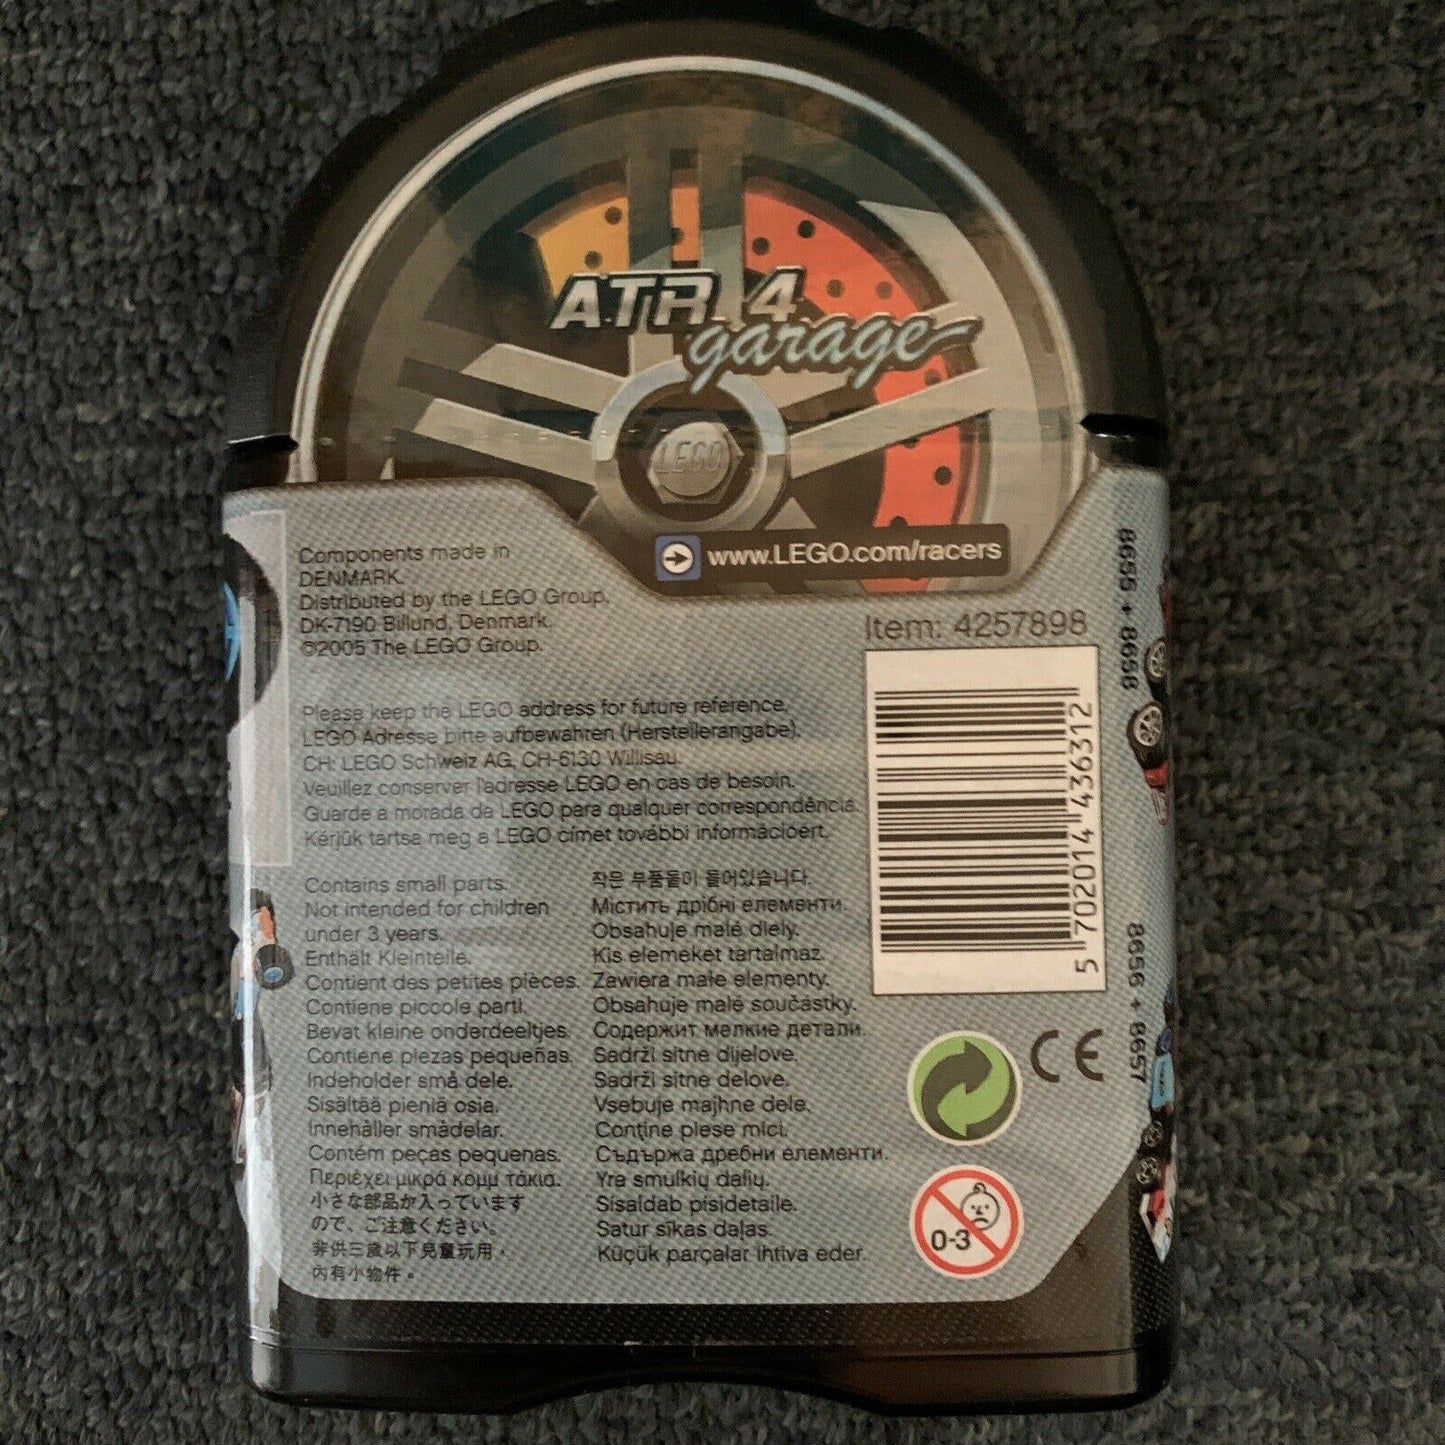 ATR 4
garage
LEGO
www.LEGO.com/racers
Components made in
DENMARK.
Distributed by the LEGO Group,
DK-7190 Billund, Denmark.
©2005 The LEGO Group.
Item: 4257898
5 702014 436312
8655 + 8658
8656 + 8657
Please keep the LEGO address for future reference.
LEGO Adresse bitte aufbewahren (Herstellerangabe).
CH: LEGO Schweiz AG, CH-6130 Willisau.
Veuillez conserver l'adresse LEGO en cas de besoin.
Guarde a morada da LEGO para qualquer correspondência
Kérjük tartsa meg a LEGO címet további információért.
Contains small parts.
Not intended for children
under 3 years.
Enthält Kleinteile.
Contient des petites pièces.
Contiene piccole parti.
Bevat kleine onderdeeltjes.
Contiene piezas pequeñas.
Indeholder små dele.
Sisältää pieniä osia.
Innehåller smådelar.
Contém peças pequenas.
Περιέχει μικρά κομμ τάκια.
小さな部品が入っています
ので、ご注意ください。
非供三歲以下兒童玩用，
內有小物件。
작은 부품들이 들어있습니다.
Містить дрібні елементи.
Obsahuje malé diely.
Kis elemeket tartalmaz.
Zawiera małe elementy.
Obsahuje malé součástky.
Содержит мелкие детали.
Sadrži sitne dijelove.
Sadrži sitne delove.
Vsebuje majhne dele.
Conţine piese mici.
Съдържа дребни елементи.
Yra smulkių dalių.
Sisaldab pisidetaile.
Satur sīkas daļas.
Küçük parçalar ihtiva eder.
CE
0-3